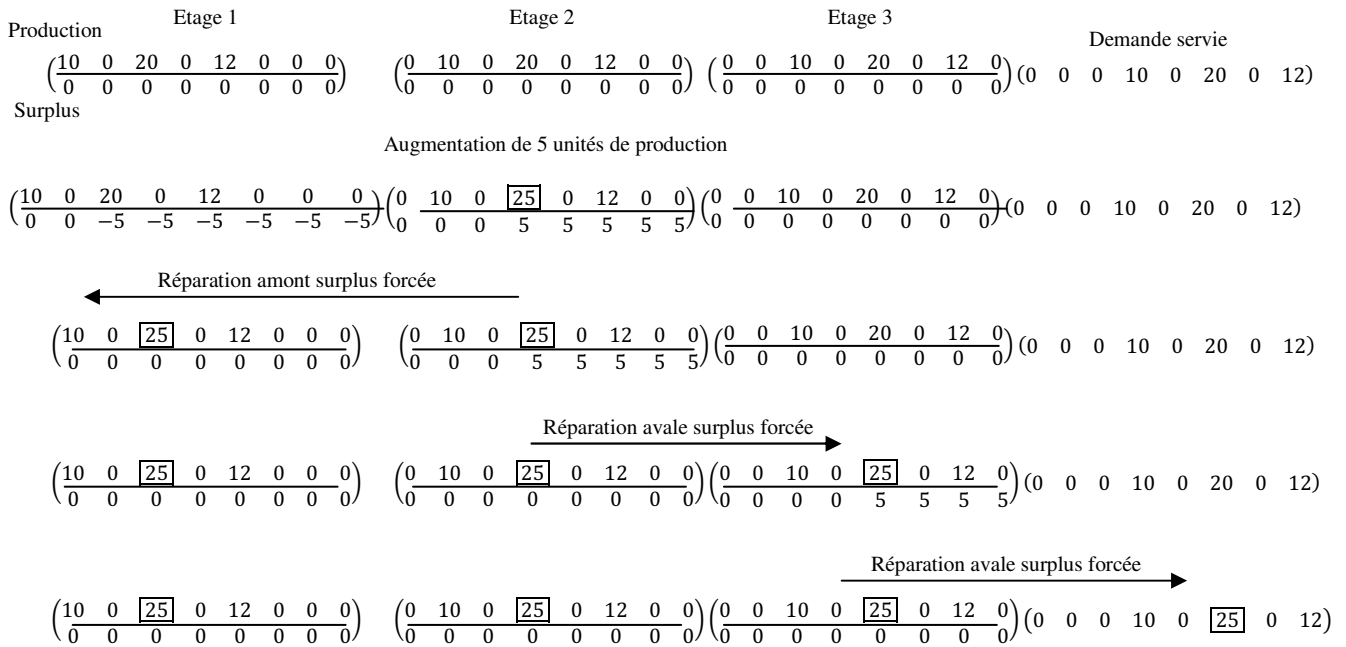 Etage 1 Etage 2 Etage 3
Production
Demande servie
(10 0 20 0 12 0 0 0) (0 10 0 20 0 12 0 0) (0 0 10 0 20 0 12 0) (0 0 0 10 0 20 0 12)
0 0 0 0 0 0 0 0 0 0 0 0 0 0 0 0 0 0 0 0 0 0 0 0
Surplus
Augmentation de 5 unités de production
(10 0 20 0 12 0 0 0) (0 10 0 25 0 12 0 0) (0 0 10 0 20 0 12 0) (0 0 0 10 0 20 0 12)
0 0 −5 −5 −5 −5 −5 −5 0 0 0 5 5 5 5 5 0 0 0 0 0 0 0 0
Réparation amont surplus forcée
(10 0 25 0 12 0 0 0) (0 10 0 25 0 12 0 0) (0 0 10 0 20 0 12 0) (0 0 0 10 0 20 0 12)
0 0 0 0 0 0 0 0 0 0 0 5 5 5 5 5 0 0 0 0 0 0 0 0
Réparation avale surplus forcée
(10 0 25 0 12 0 0 0) (0 10 0 25 0 12 0 0) (0 0 10 0 25 0 12 0) (0 0 0 10 0 20 0 12)
0 0 0 0 0 0 0 0 0 0 0 0 0 0 0 0 0 0 0 0 5 5 5 5
Réparation avale surplus forcée
(10 0 25 0 12 0 0 0) (0 10 0 25 0 12 0 0) (0 0 10 0 25 0 12 0) (0 0 0 10 0 25 0 12)
0 0 0 0 0 0 0 0 0 0 0 0 0 0 0 0 0 0 0 0 0 0 0 0